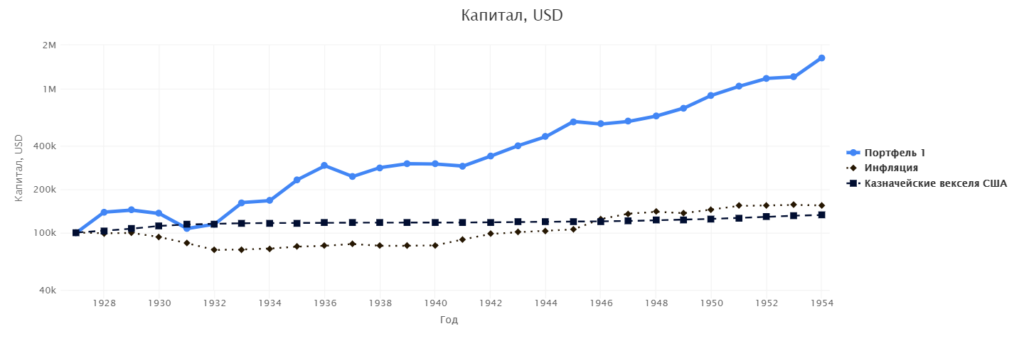 Капитал, USD
2M
1M
400k
200k
100k
40k
Капитал, USD
1928 1930 1932 1934 1936 1938 1940 1942 1944 1946 1948 1950 1952 1954
Год
Портфель 1
Инфляция
Казначейские векселя США